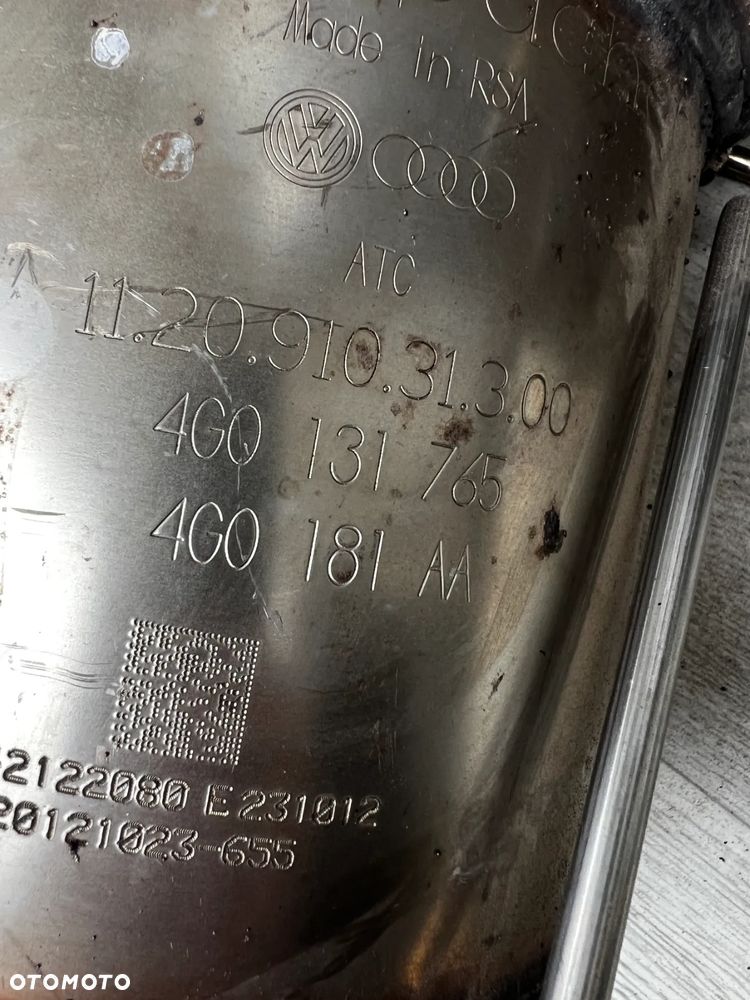 Made in RSA
ATC
11.20.910.31.3.00
4G0 131 765
4G0 181 AA
2122080 E231012
20121023-655
OTOMOTO